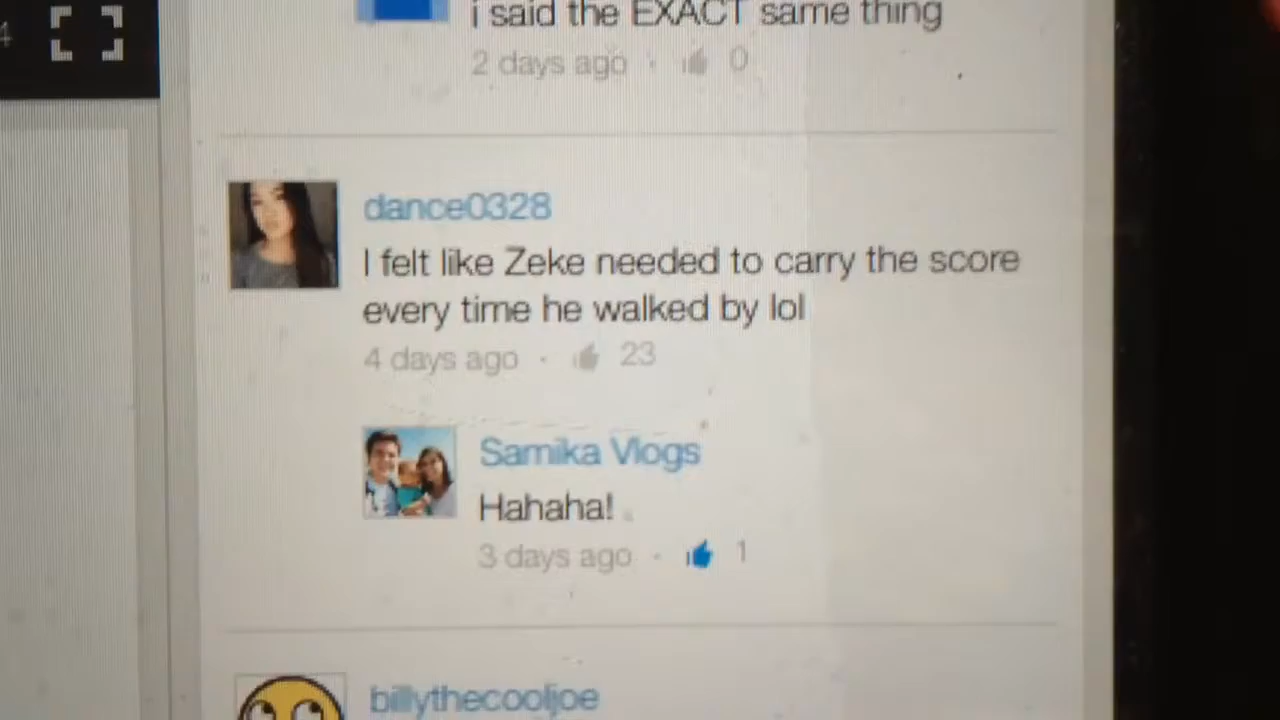 4
i said the EXACT same thing
2 days ago · 0
dance0328
I felt like Zeke needed to carry the score
every time he walked by lol
4 days ago · 23
Samika Vlogs
Hahaha!
3 days ago · 1
billythecooljoe